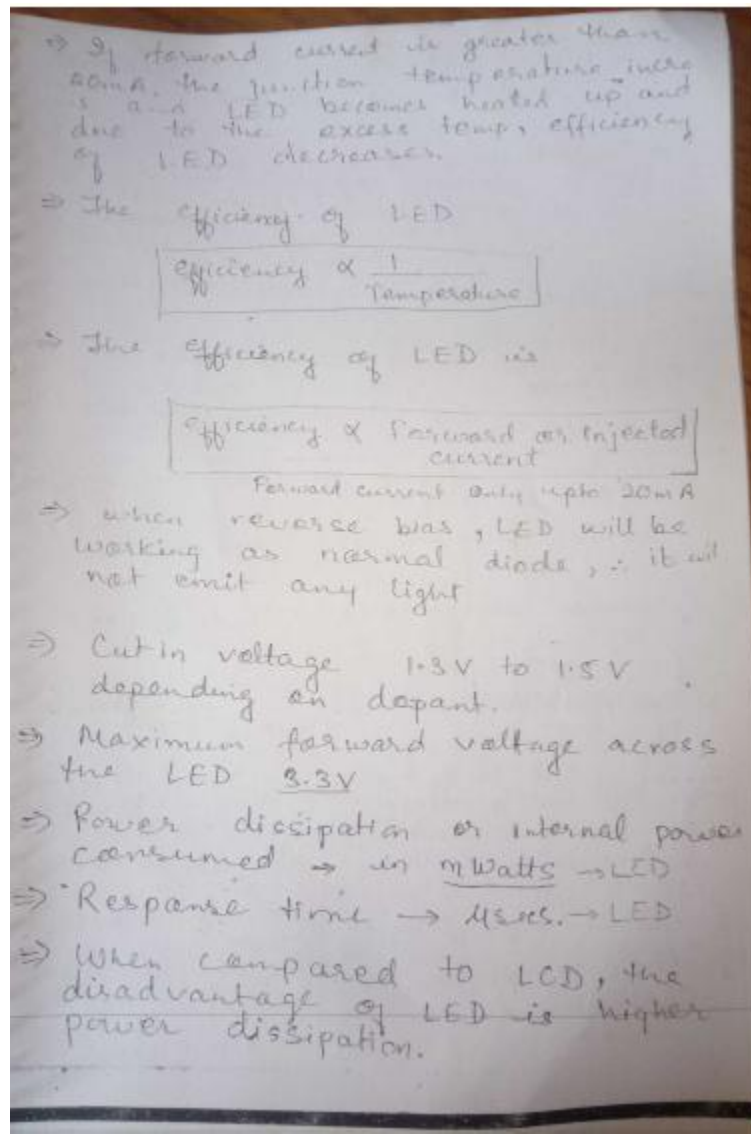 ⇒ If forward current is greater than
20mA, the junction temperature incre
s and LED becomes heated up and
due to the excess temp, efficiency
of LED decreases.
⇒ The efficiency of LED
efficiency ∝ 1
Temperature
⇒ The efficiency of LED is
efficiency ∝ forward or injected
current
Forward current only upto 20mA
⇒ when reverse bias, LED will be
working as normal diode, ∴ it will
not emit any light
⇒ Cut in voltage 1.3V to 1.5V
depending on dopant.
⇒ Maximum forward voltage across
the LED 3.3V
⇒ Power dissipation or internal power
consumed → in mWatts → LED
⇒ Response time → μsecs. → LED
⇒ When compared to LCD, the
disadvantage of LED is higher
power dissipation.